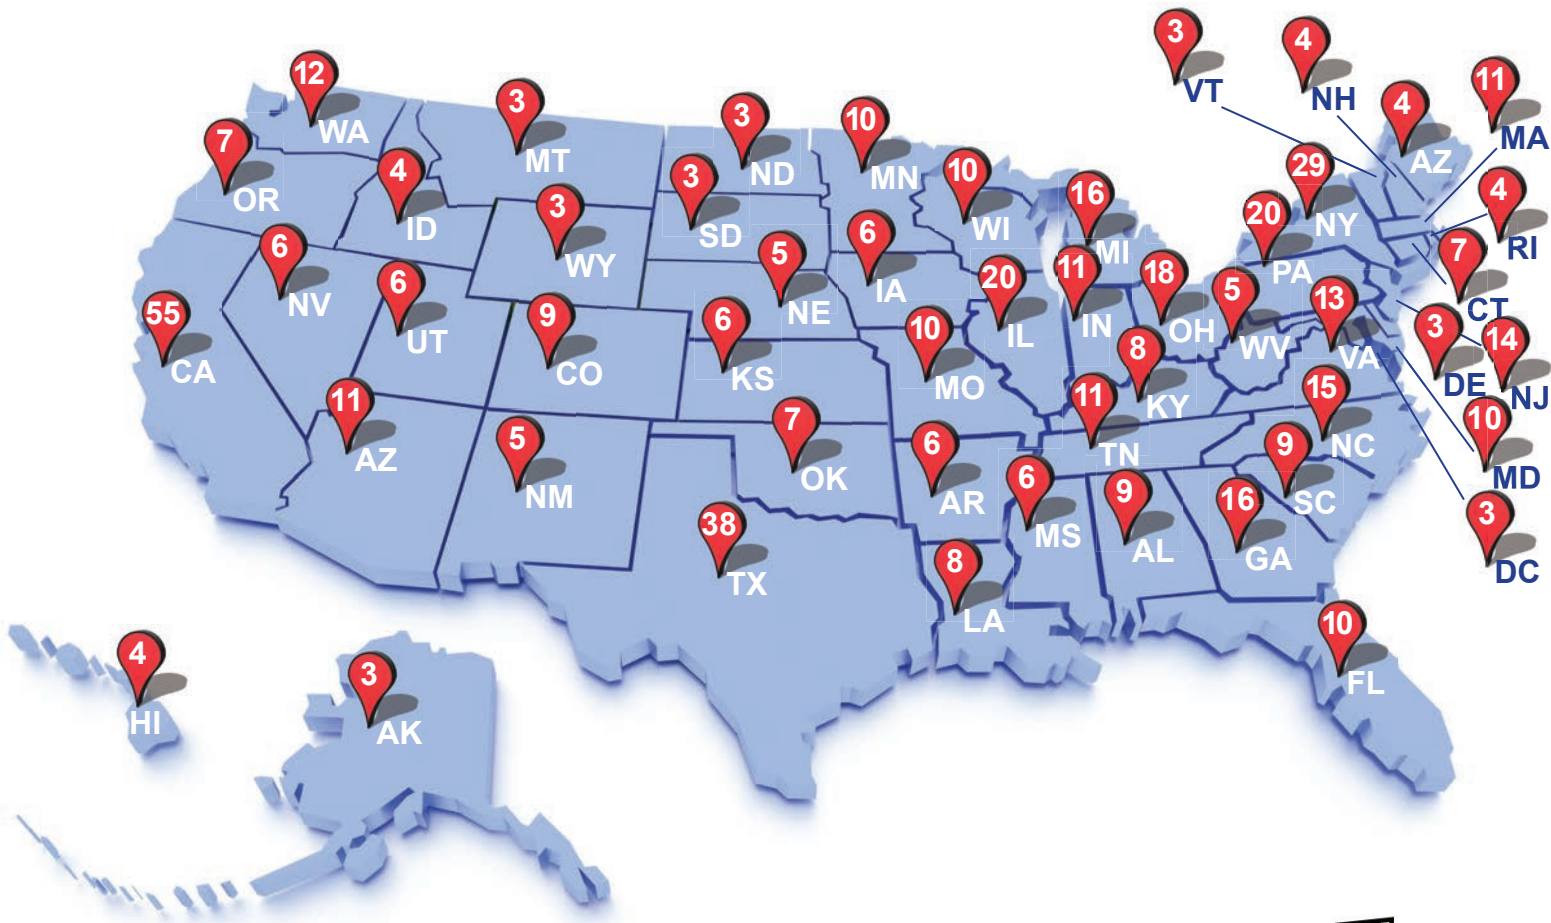 3
VT
4
NH
11
MA
4
AZ
12
WA
3
MT
3
ND
10
MN
7
OR
4
ID
3
WY
3
SD
10
WI
16
MI
29
NY
20
PA
4
RI
7
CT
6
NV
6
UT
5
NE
6
IA
20
IL
11
IN
18
OH
5
WV
13
VA
3
DE
14
NJ
55
CA
9
CO
6
KS
10
MO
8
KY
11
AZ
5
NM
7
OK
6
AR
11
TN
15
NC
9
SC
10
MD
38
TX
8
LA
6
MS
9
AL
16
GA
3
DC
10
FL
4
HI
3
AK